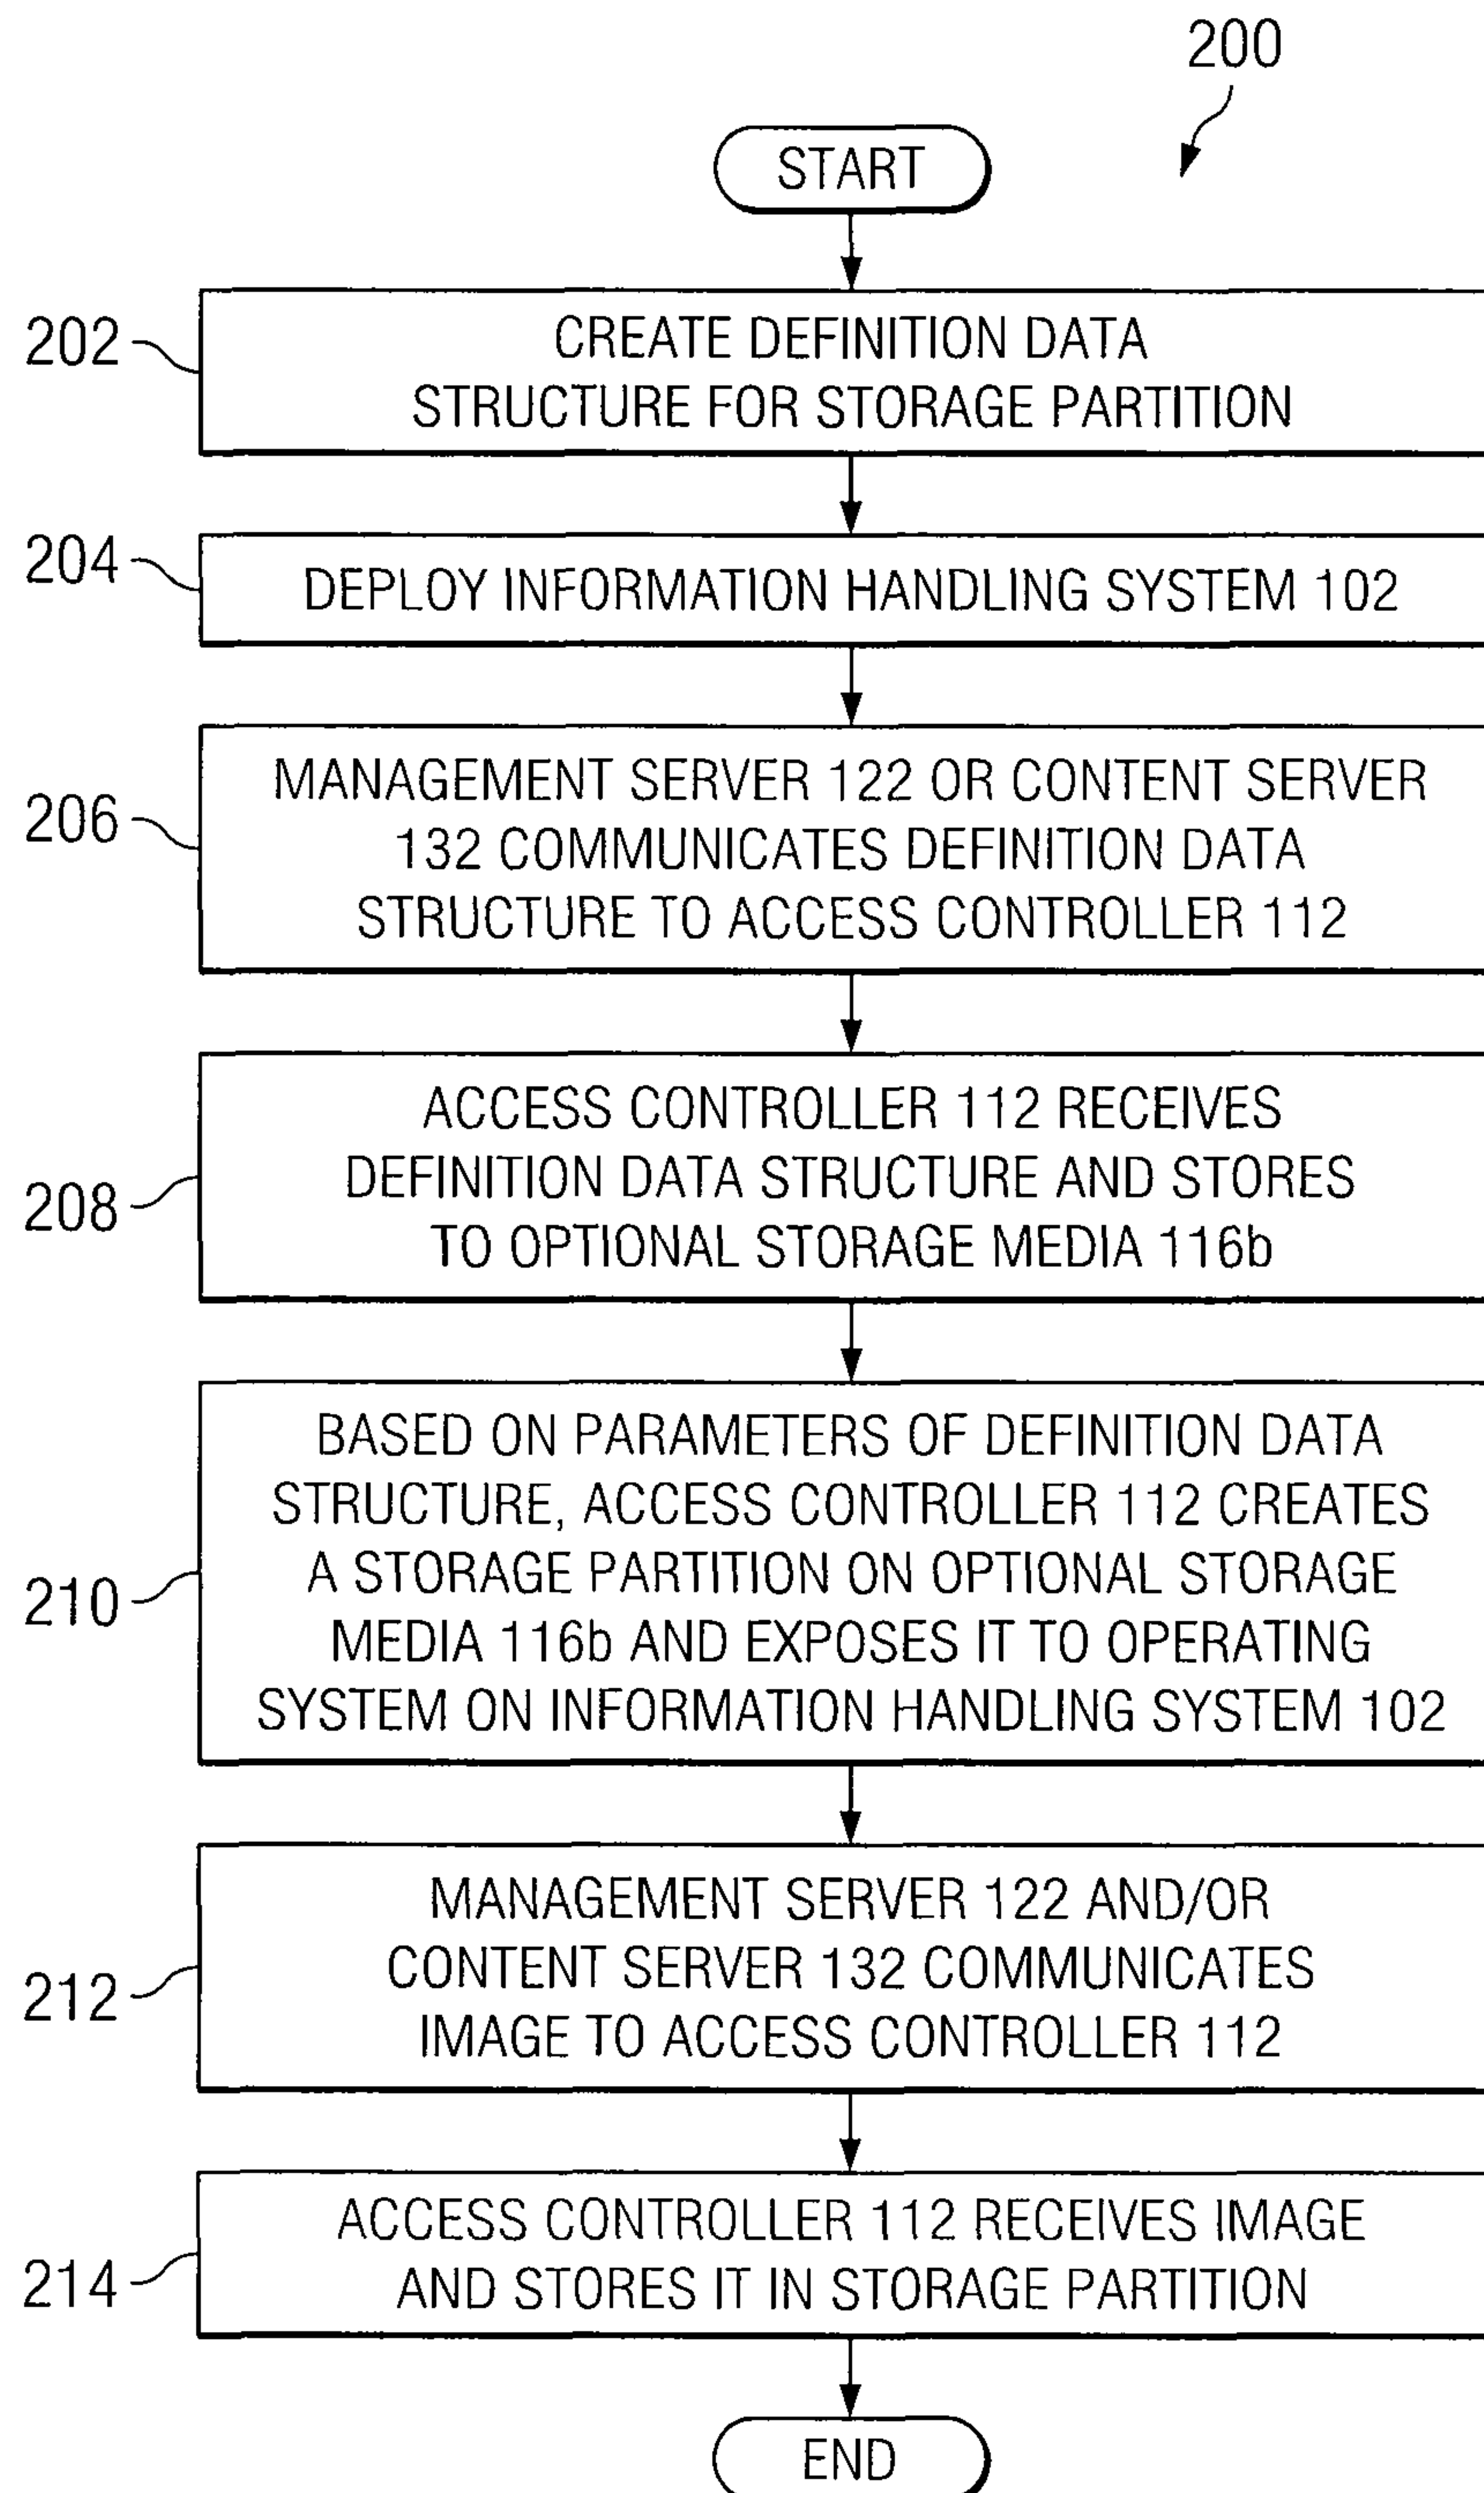 200
START
202
CREATE DEFINITION DATA
STRUCTURE FOR STORAGE PARTITION
204
DEPLOY INFORMATION HANDLING SYSTEM 102
206
MANAGEMENT SERVER 122 OR CONTENT SERVER
132 COMMUNICATES DEFINITION DATA
STRUCTURE TO ACCESS CONTROLLER 112
208
ACCESS CONTROLLER 112 RECEIVES
DEFINITION DATA STRUCTURE AND STORES
TO OPTIONAL STORAGE MEDIA 116b
210
BASED ON PARAMETERS OF DEFINITION DATA
STRUCTURE, ACCESS CONTROLLER 112 CREATES
A STORAGE PARTITION ON OPTIONAL STORAGE
MEDIA 116b AND EXPOSES IT TO OPERATING
SYSTEM ON INFORMATION HANDLING SYSTEM 102
212
MANAGEMENT SERVER 122 AND/OR
CONTENT SERVER 132 COMMUNICATES
IMAGE TO ACCESS CONTROLLER 112
214
ACCESS CONTROLLER 112 RECEIVES IMAGE
AND STORES IT IN STORAGE PARTITION
END